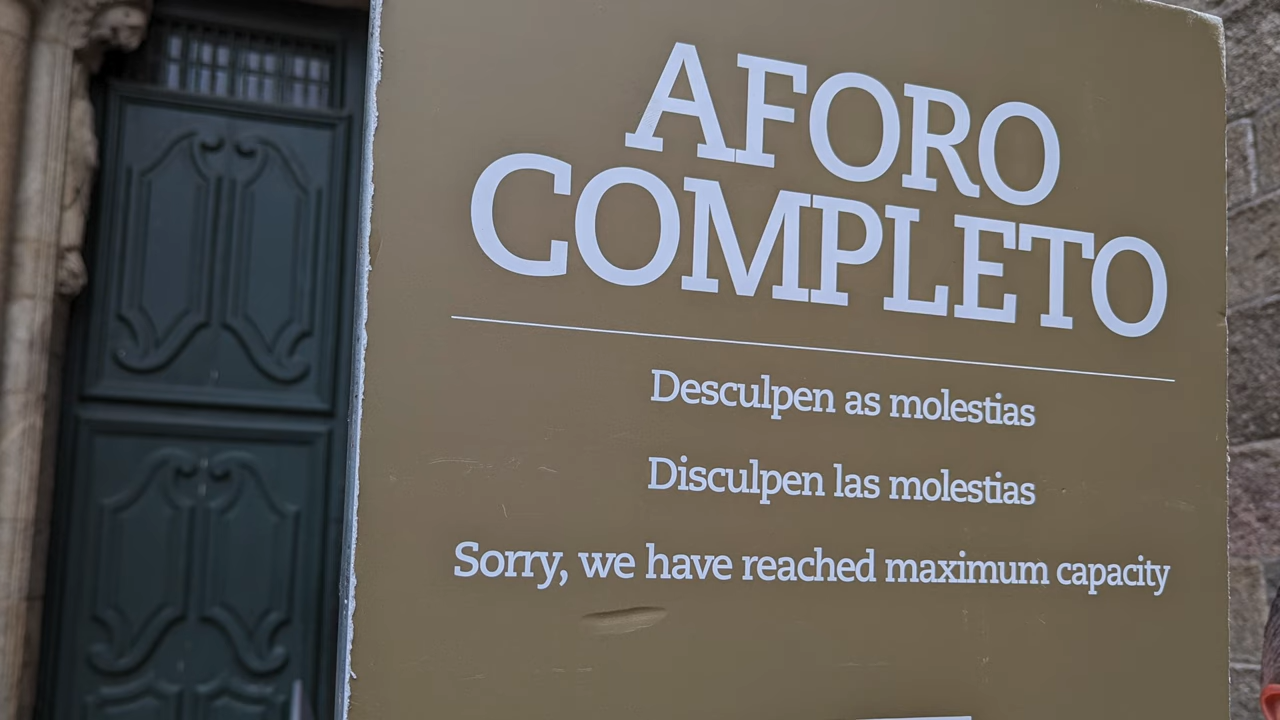 AFORO
COMPLETO
Desculpen as molestias
Disculpen las molestias
Sorry, we have reached maximum capacity